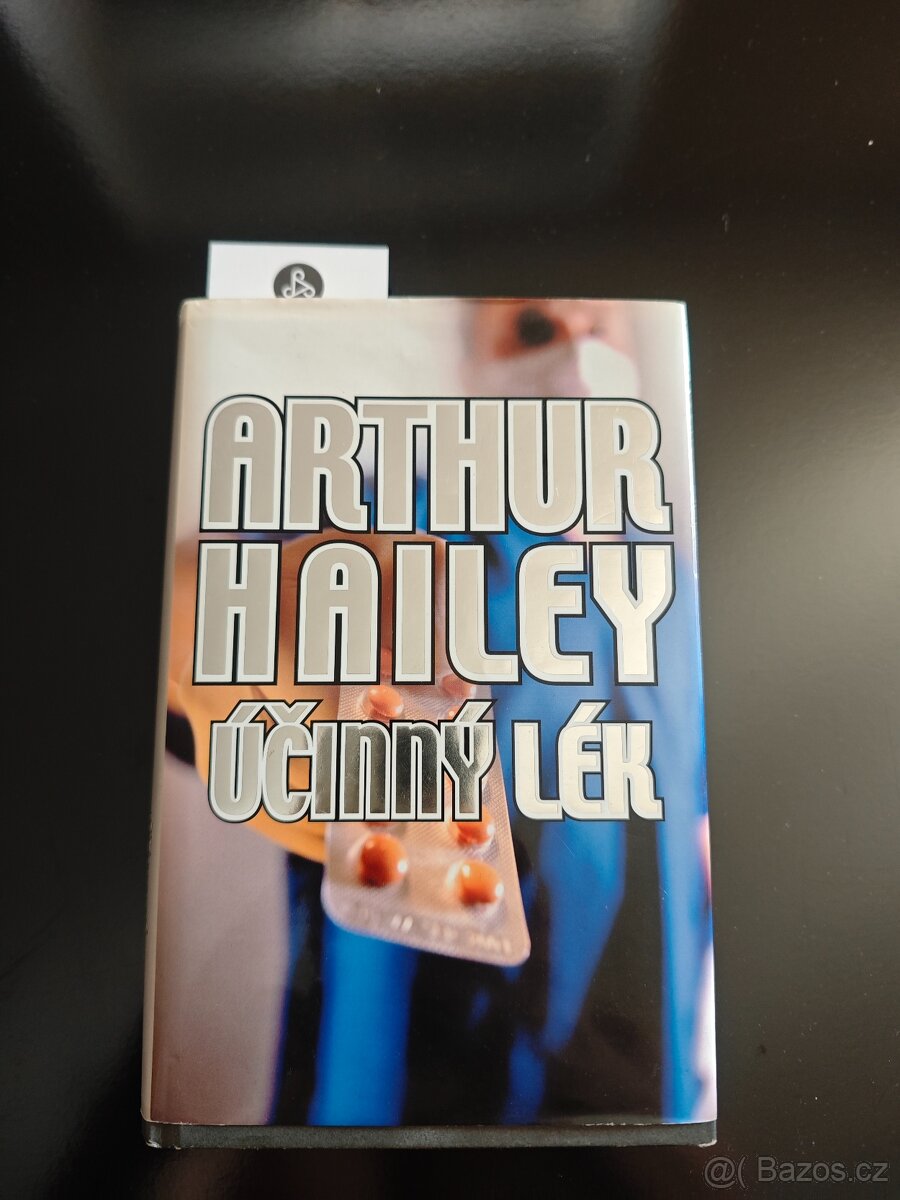 ARTHUR
HAILEY
ÚČINNÝ LÉK
@( Bazos.cz